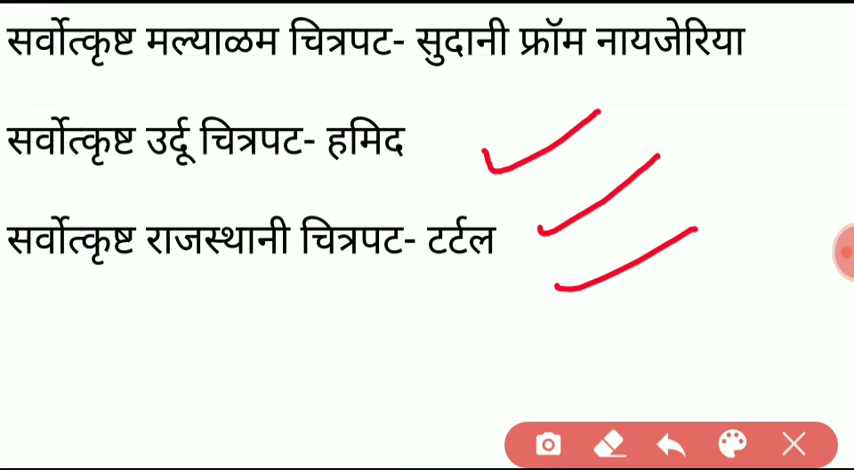 सर्वोत्कृष्ट मल्याळम चित्रपट- सुदानी फ्रॉम नायजेरिया
सर्वोत्कृष्ट उर्दू चित्रपट- हमिद
सर्वोत्कृष्ट राजस्थानी चित्रपट- टर्टल